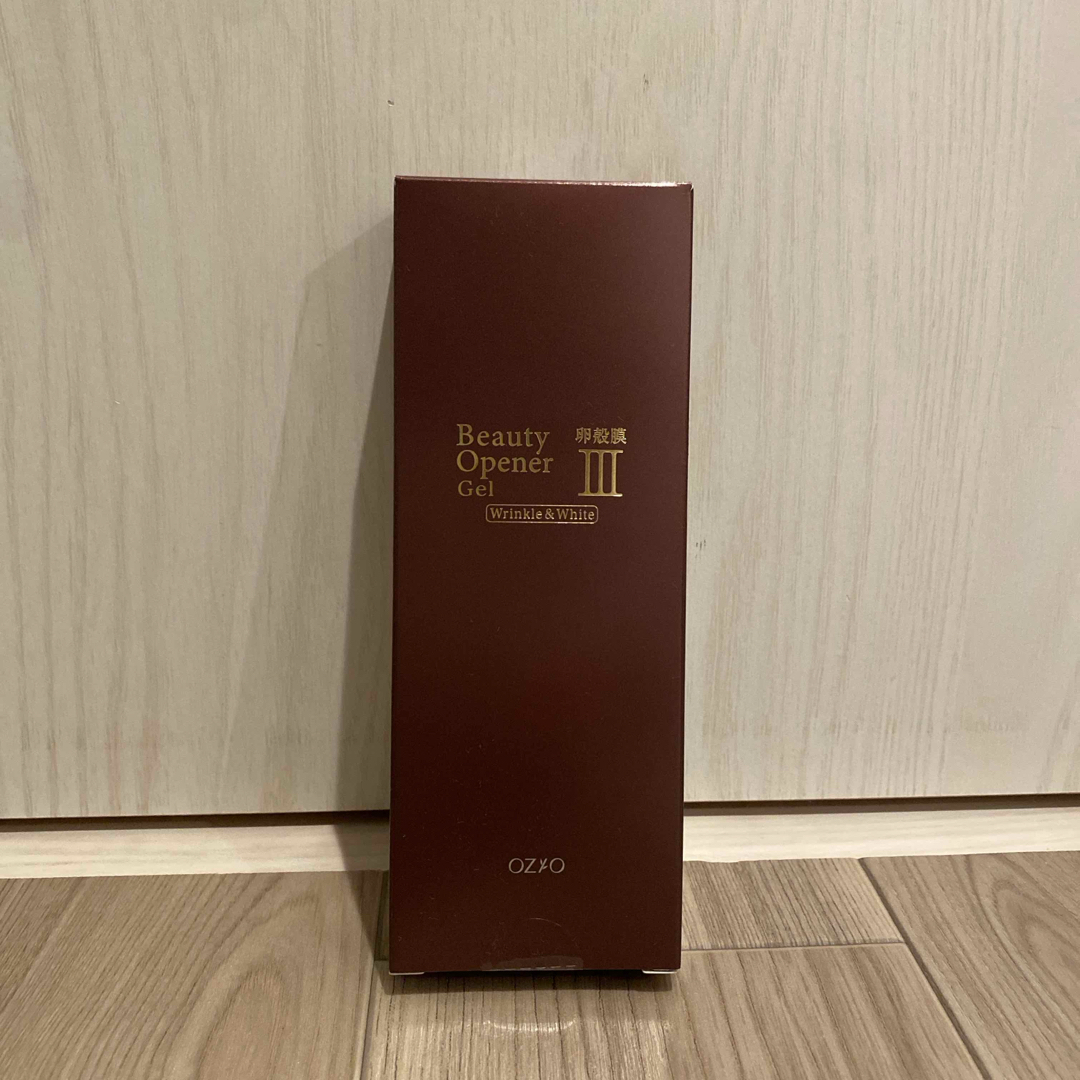 Beauty
Opener
Gel
卵殻膜
III
Wrinkle & White
OZIO